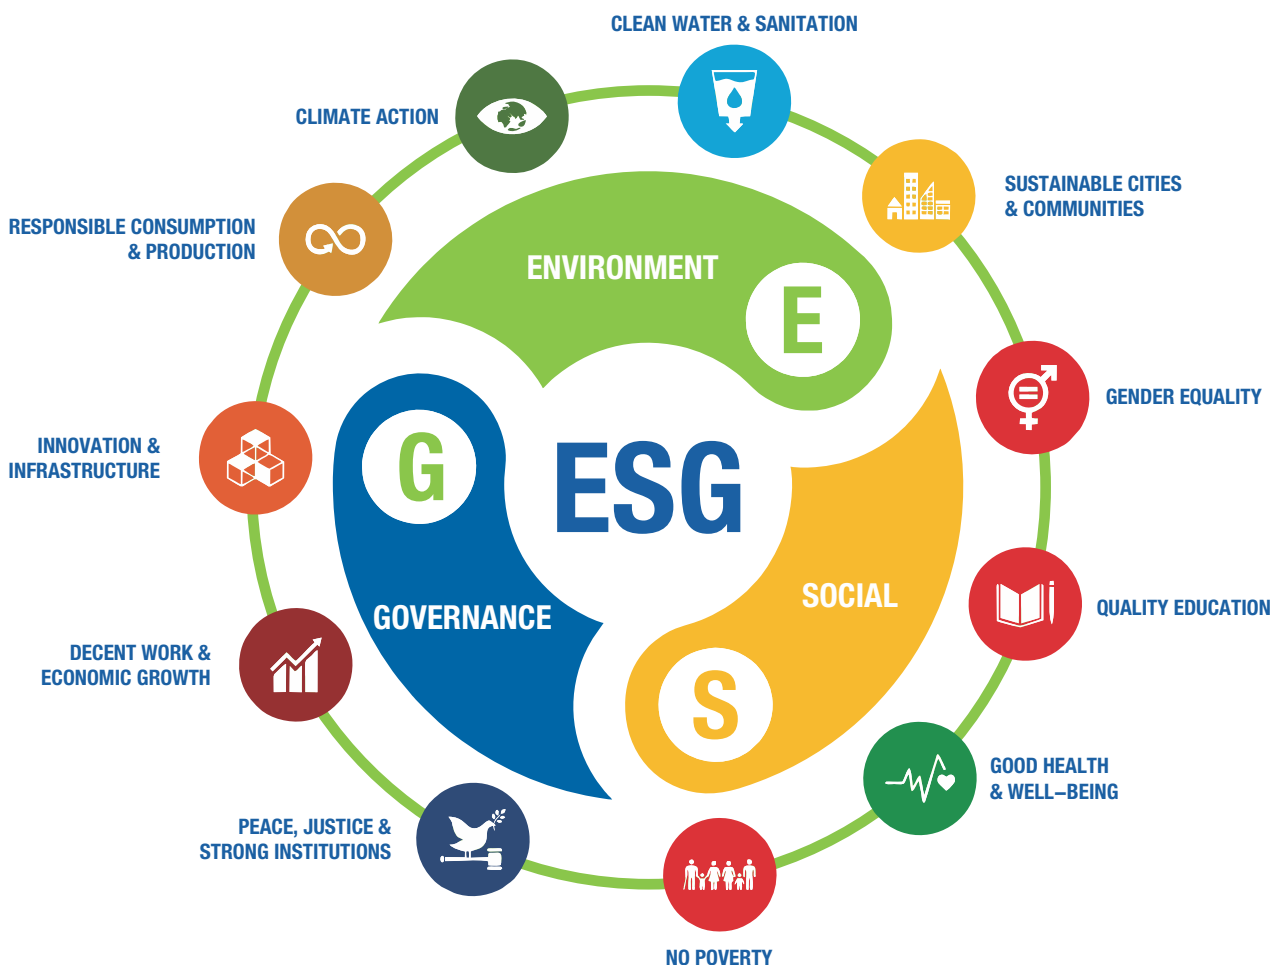 CLEAN WATER & SANITATION
CLIMATE ACTION
SUSTAINABLE CITIES
& COMMUNITIES
RESPONSIBLE CONSUMPTION
& PRODUCTION
ENVIRONMENT
E
GENDER EQUALITY
INNOVATION &
INFRASTRUCTURE
G
ESG
SOCIAL
GOVERNANCE
QUALITY EDUCATION
DECENT WORK &
ECONOMIC GROWTH
S
GOOD HEALTH
& WELL–BEING
PEACE, JUSTICE &
STRONG INSTITUTIONS
NO POVERTY